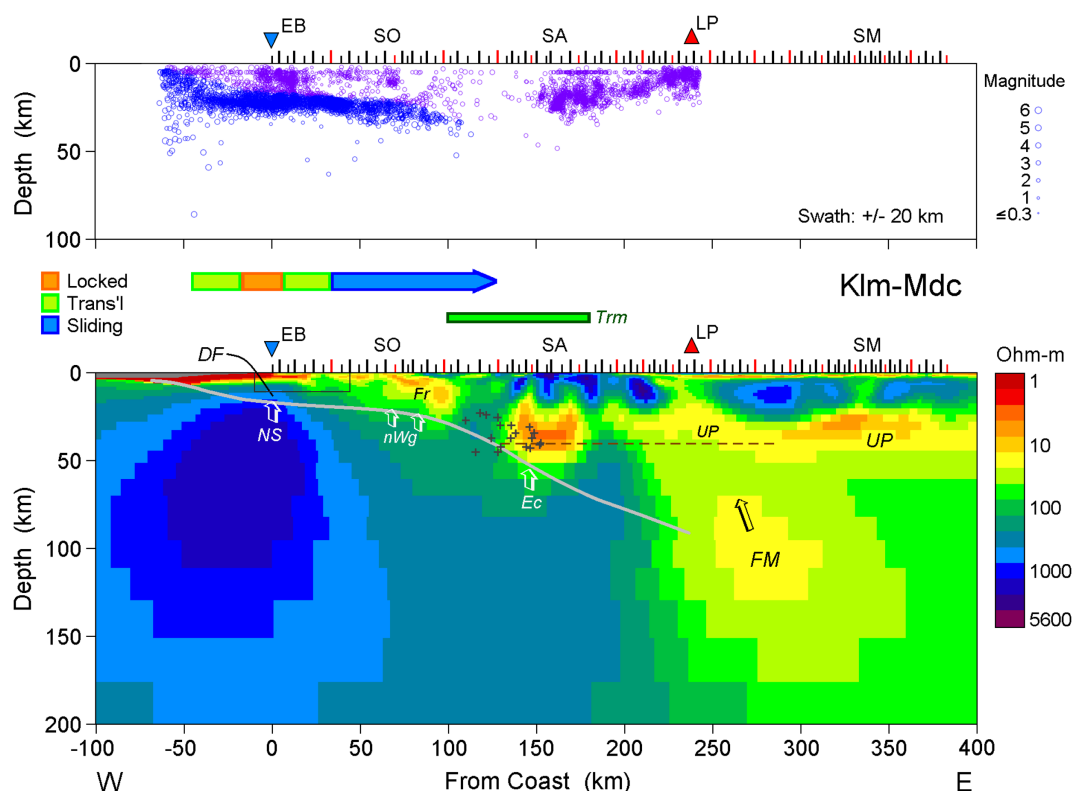 EB SO SA LP SM
0
50
100
Depth (km)
Magnitude
6
5
4
3
2
1
≤0.3
Swath: +/- 20 km
Locked
Trans'l
Sliding
Klm-Mdc
Trm
EB SO SA LP SM
DF
Fr
NS
nWg
Ec
UP
UP
FM
0
50
100
150
200
Depth (km)
Ohm-m
1
10
100
1000
5600
-100 -50 0 50 100 150 200 250 300 350 400
W From Coast (km) E